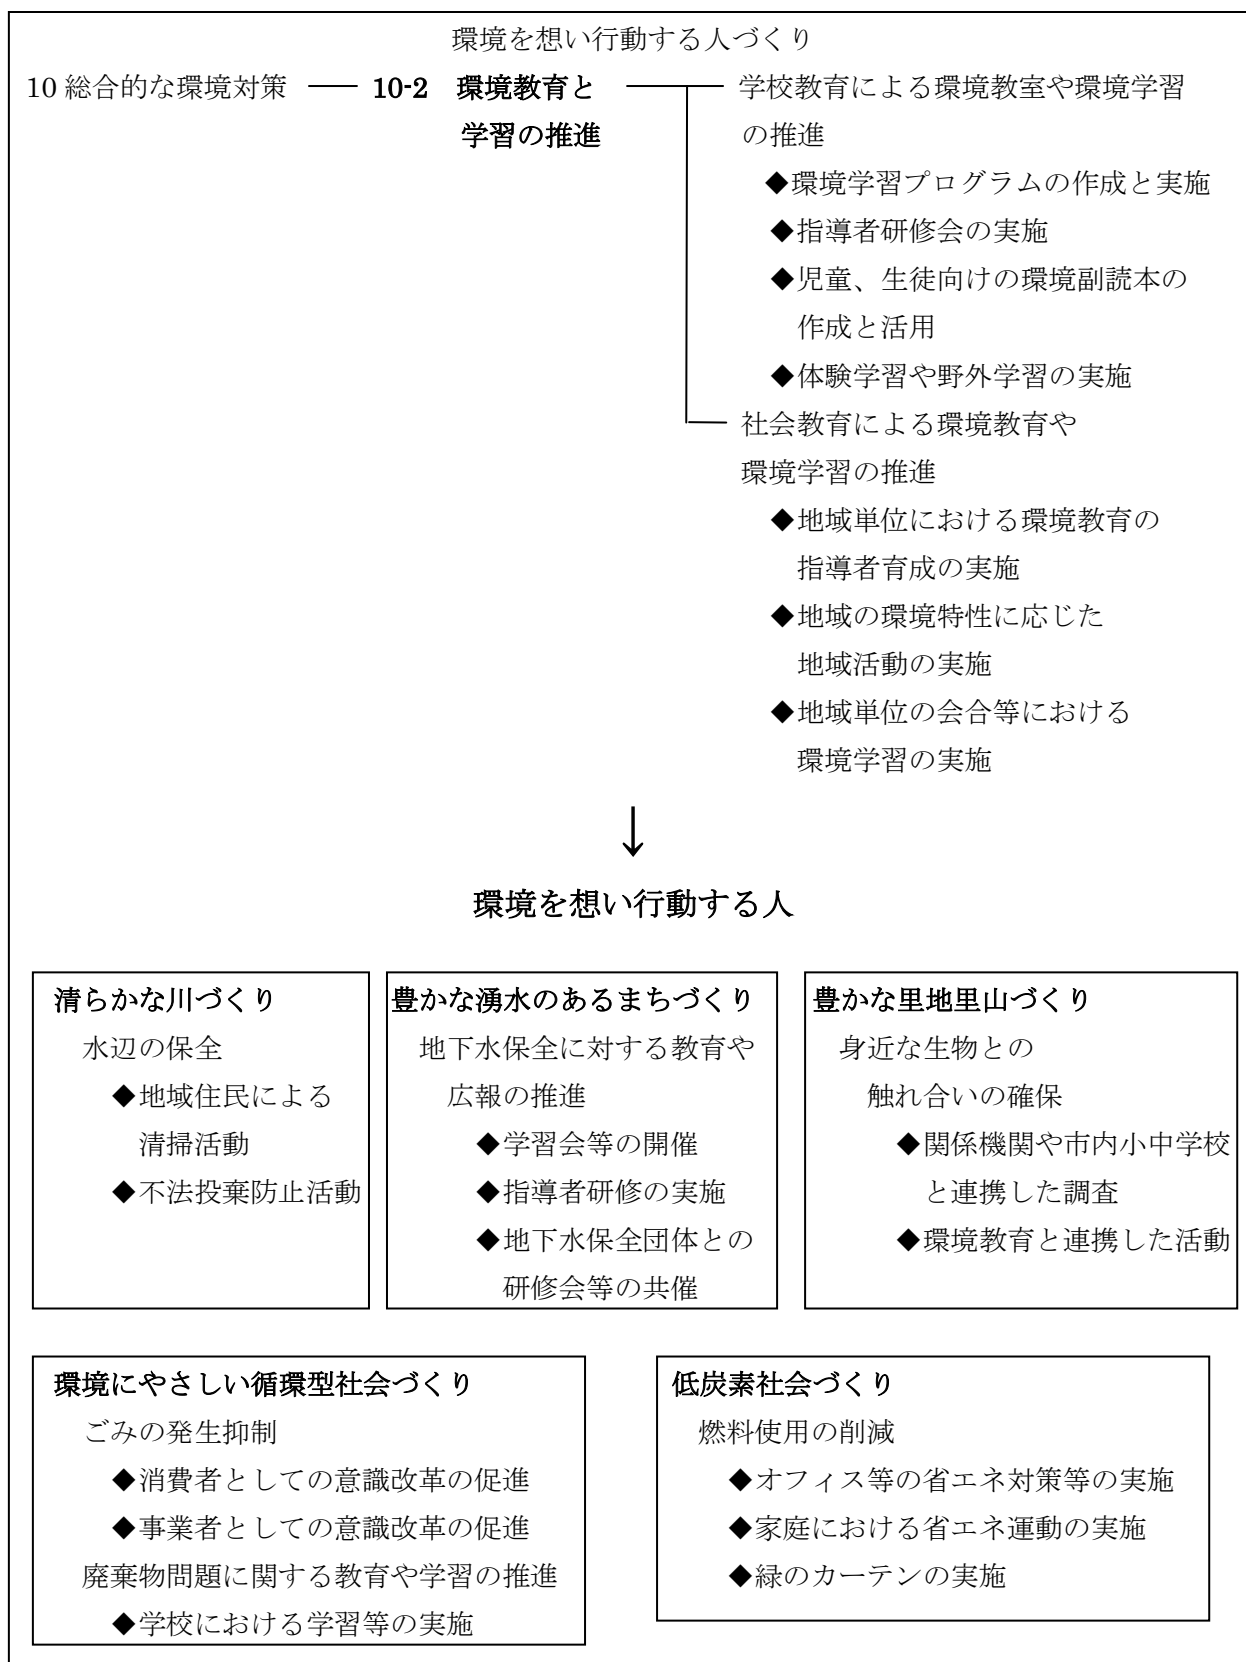 環境を想い行動する人づくり
10 総合的な環境対策 10-2 環境教育と 学校教育による環境教室や環境学習
学習の推進 の推進
◆環境学習プログラムの作成と実施
◆指導者研修会の実施
◆児童、生徒向けの環境副読本の
作成と活用
◆体験学習や野外学習の実施
社会教育による環境教育や
環境学習の推進
◆地域単位における環境教育の
指導者育成の実施
◆地域の環境特性に応じた
地域活動の実施
◆地域単位の会合等における
環境学習の実施
↓
環境を想い行動する人
清らかな川づくり
水辺の保全
◆地域住民による
清掃活動
◆不法投棄防止活動
豊かな湧水のあるまちづくり
地下水保全に対する教育や
広報の推進
◆学習会等の開催
◆指導者研修の実施
◆地下水保全団体との
研修会等の共催
豊かな里地里山づくり
身近な生物との
触れ合いの確保
◆関係機関や市内小中学校
と連携した調査
◆環境教育と連携した活動
環境にやさしい循環型社会づくり
ごみの発生抑制
◆消費者としての意識改革の促進
◆事業者としての意識改革の促進
廃棄物問題に関する教育や学習の推進
◆学校における学習等の実施
低炭素社会づくり
燃料使用の削減
◆オフィス等の省エネ対策等の実施
◆家庭における省エネ運動の実施
◆緑のカーテンの実施